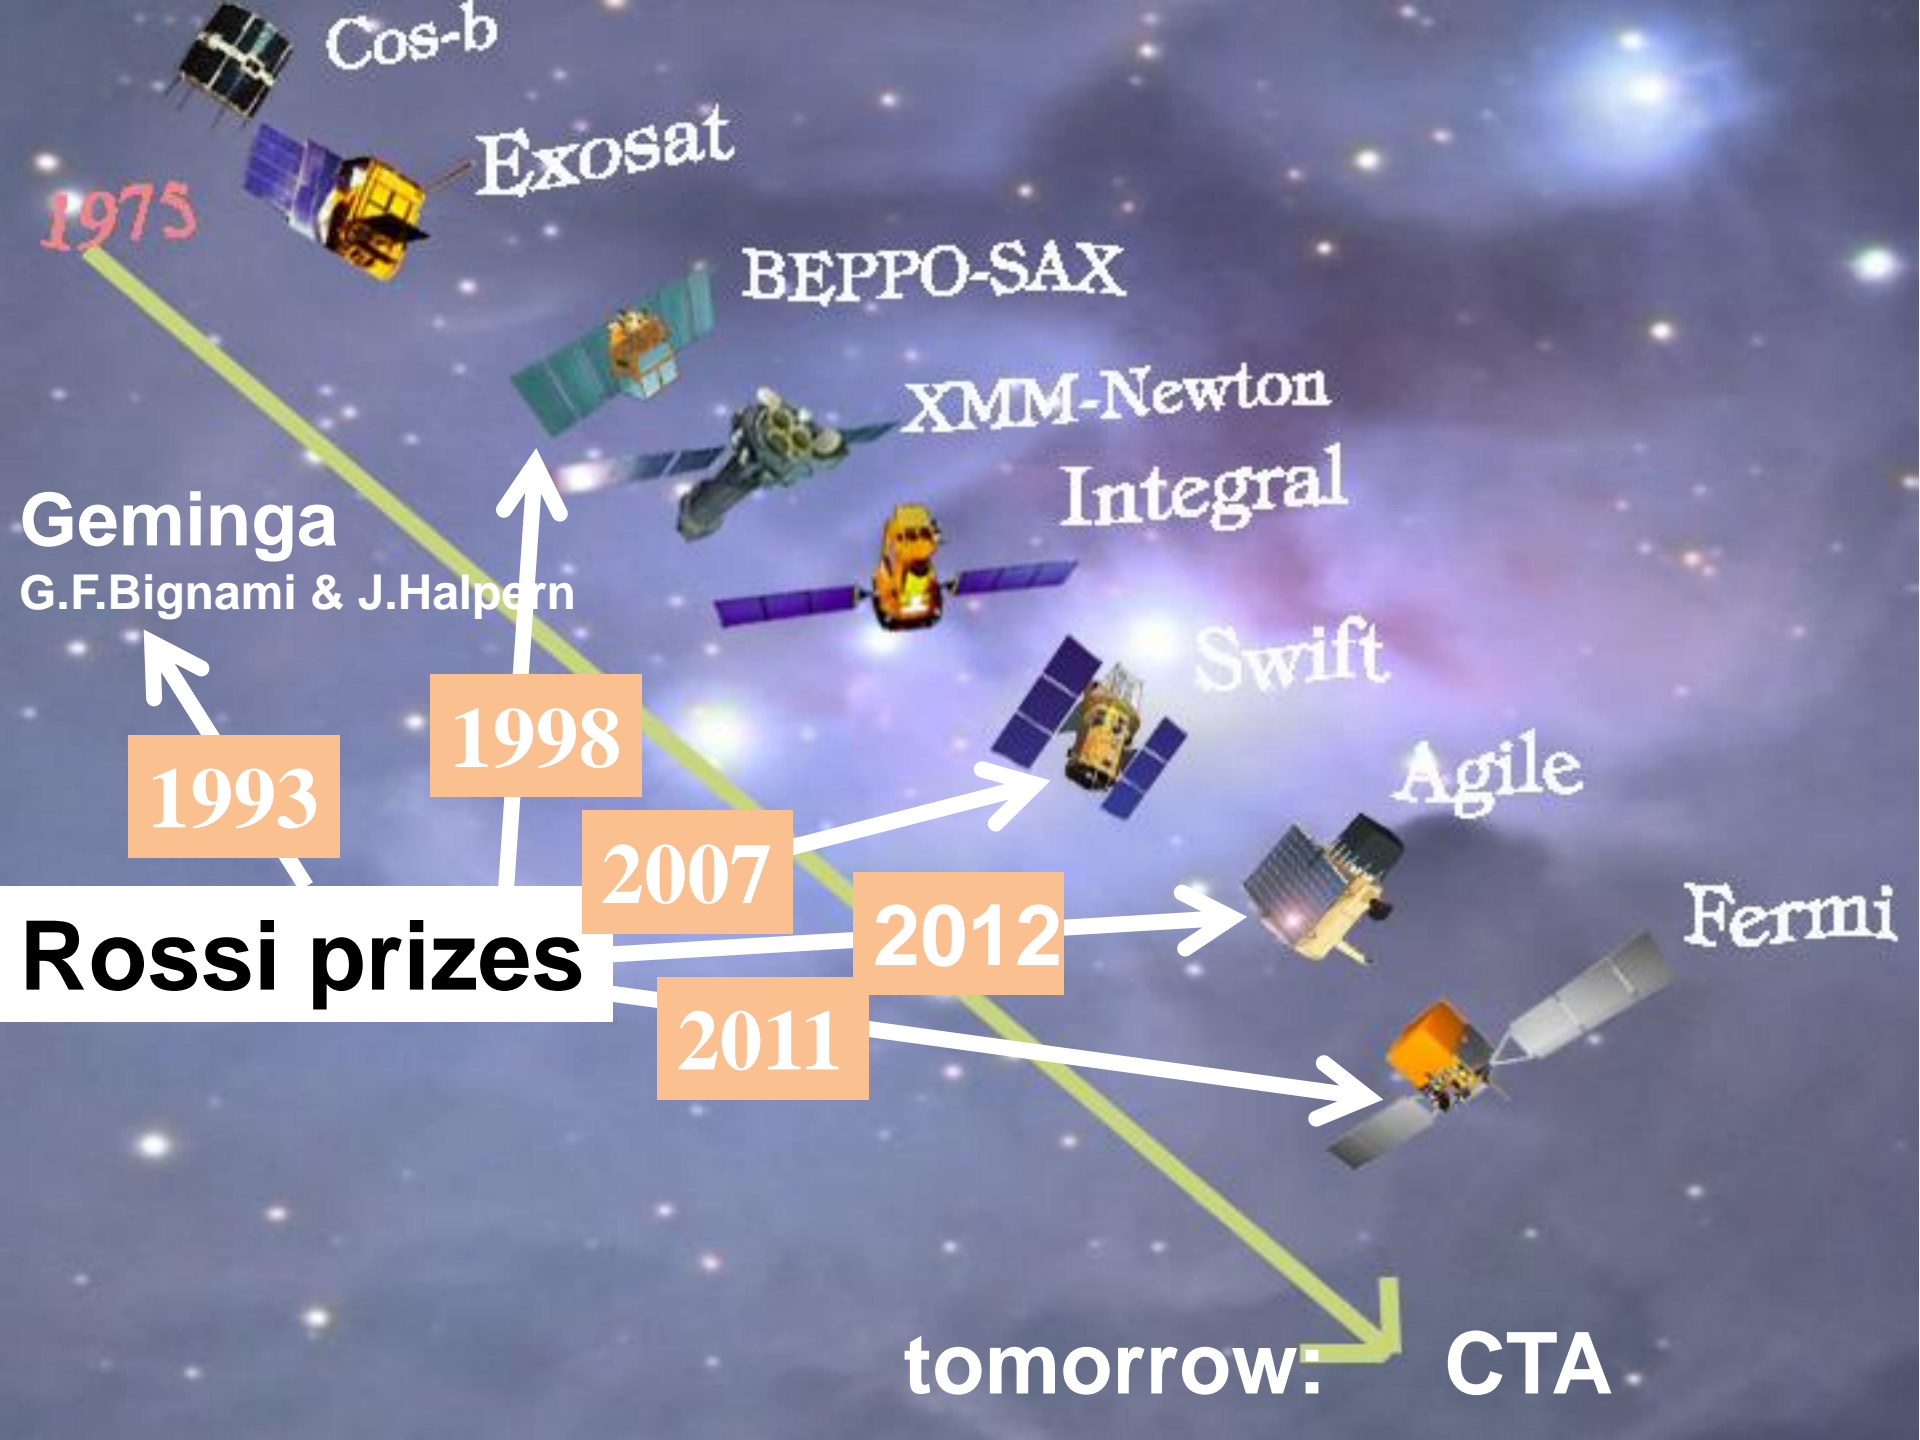 Cos-b
Exosat
1975
BEPPO-SAX
XMM-Newton
Integral
Geminga
G.F.Bignami & J.Halpern
Swift
1998
Agile
1993
2007
Fermi
2012
Rossi prizes
2011
tomorrow: CTA